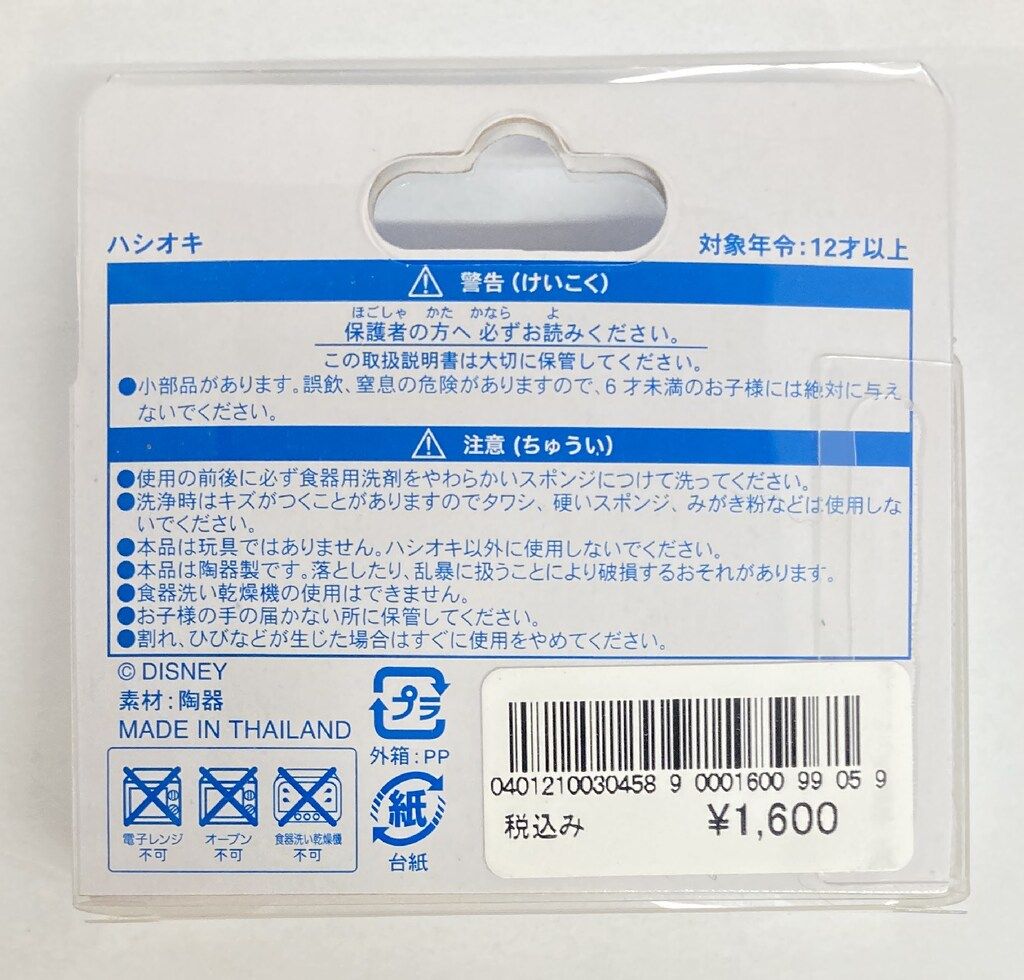 ハシオキ
対象年令:12才以上
警告(けいこく)
ほごしゃ かた かなら よ
保護者の方へ 必ずお読みください。
この取扱説明書は大切に保管してください。
●小部品があります。誤飲、窒息の危険がありますので、6才未満のお子様には絶対に与え
ないでください。
注意(ちゅうい)
●使用の前後に必ず食器用洗剤をやわらかいスポンジにつけて洗ってください。
●洗浄時はキズがつくことがありますのでタワシ、硬いスポンジ、みがき粉などは使用しな
いでください。
●本品は玩具ではありません。ハシオキ以外に使用しないでください。
●本品は陶器製です。落としたり、乱暴に扱うことにより破損するおそれがあります。
●食器洗い乾燥機の使用はできません。
●お子様の手の届かない所に保管してください。
●割れ、ひびなどが生じた場合はすぐに使用をやめてください。
© DISNEY
素材:陶器
MADE IN THAILAND
電子レンジ
不可
オーブン
不可
食器洗い乾燥機
不可
プラ
外箱:PP
紙
台紙
0401210030458 9 0001600 99 05 9
税込み ¥1,600